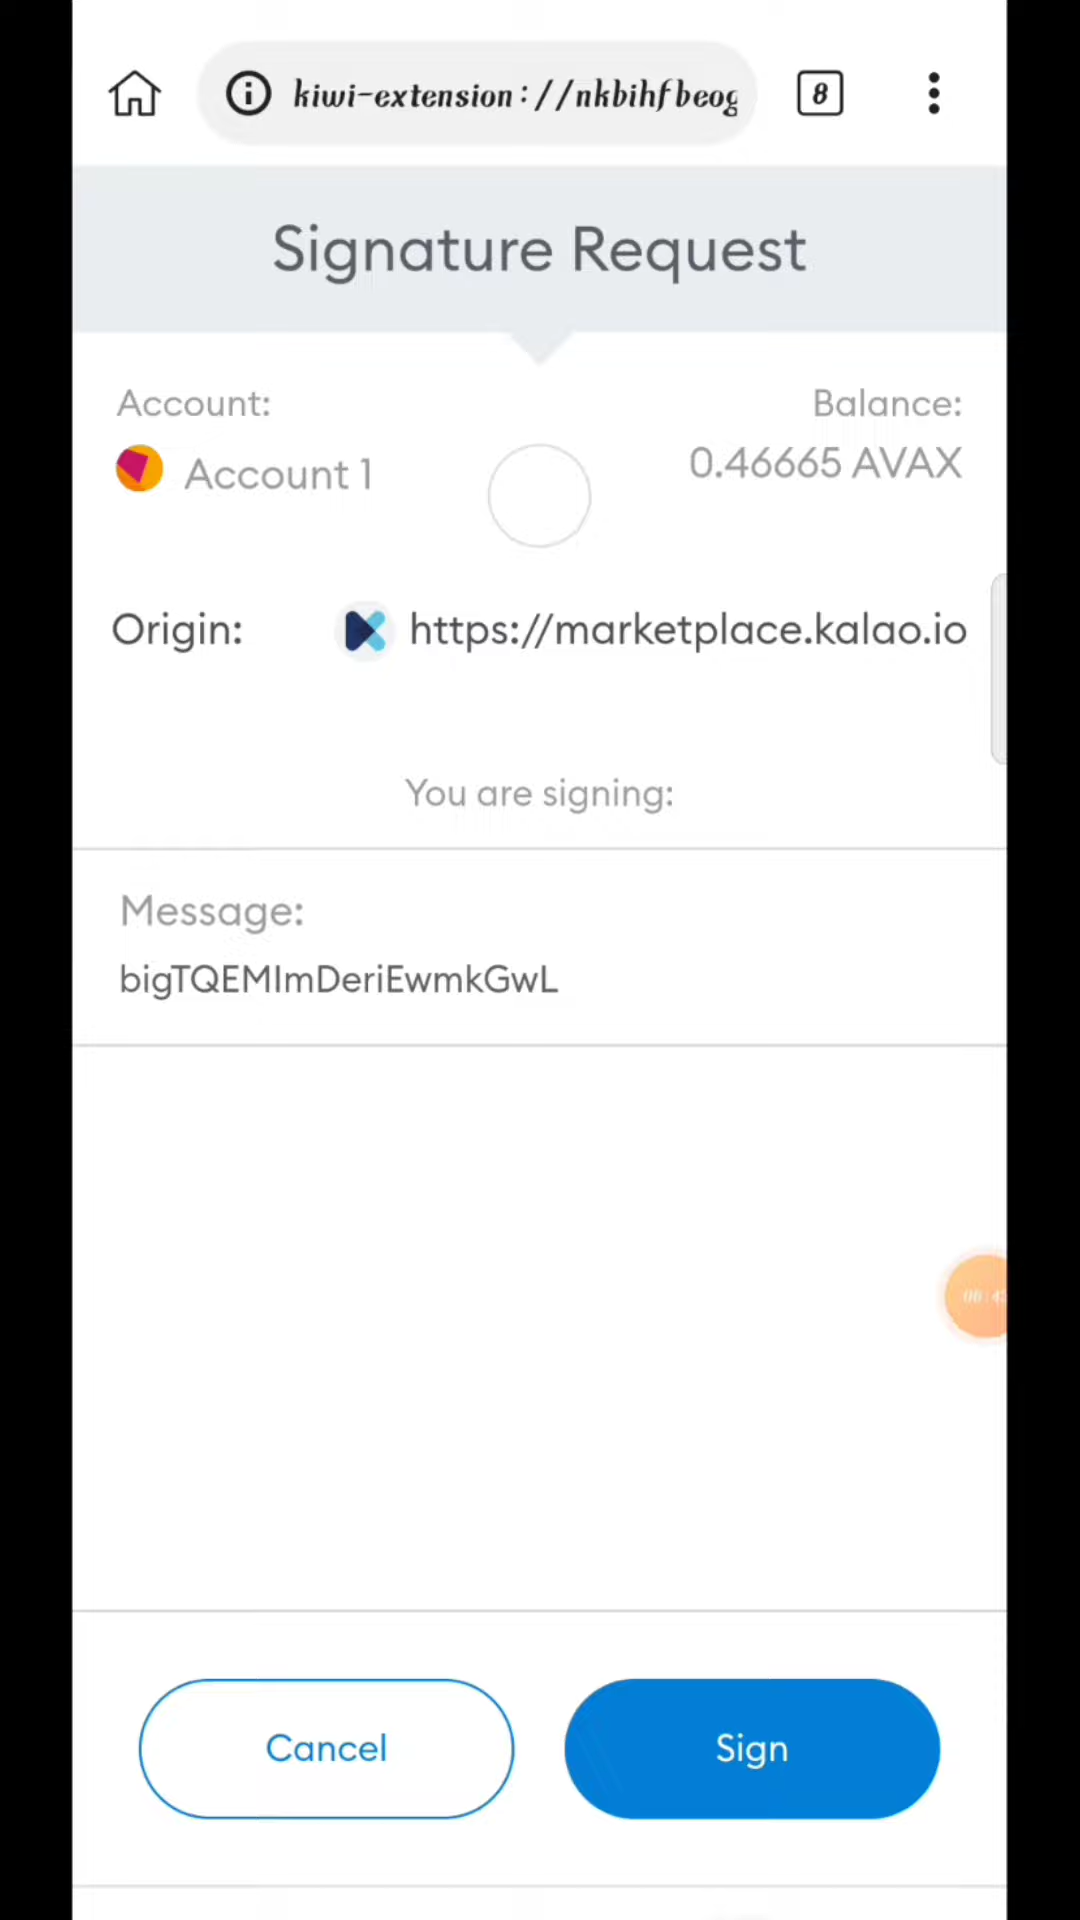 kiwi-extension://nkbihfbeog
8
Signature Request
Account:
Balance:
Account 1
0.46665 AVAX
Origin:
https://marketplace.kalao.io
You are signing:
Message:
bigTQEMImDeriEwmkGwL
Cancel
Sign